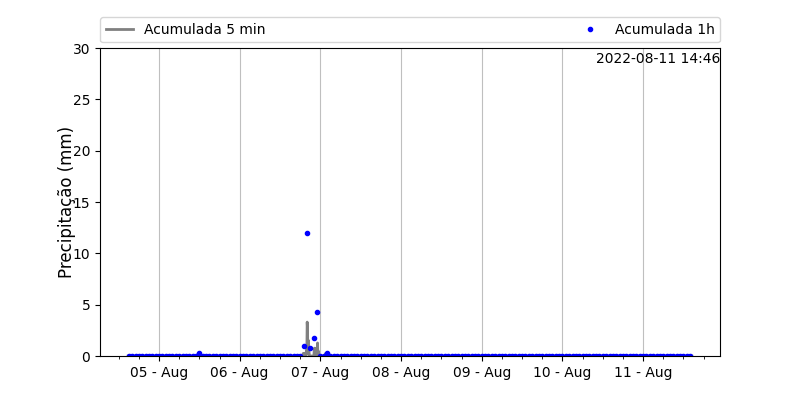 Acumulada 5 min
Acumulada 1h
2022-08-11 14:46
Precipitação (mm)
30
25
20
15
10
5
0
05 - Aug
06 - Aug
07 - Aug
08 - Aug
09 - Aug
10 - Aug
11 - Aug